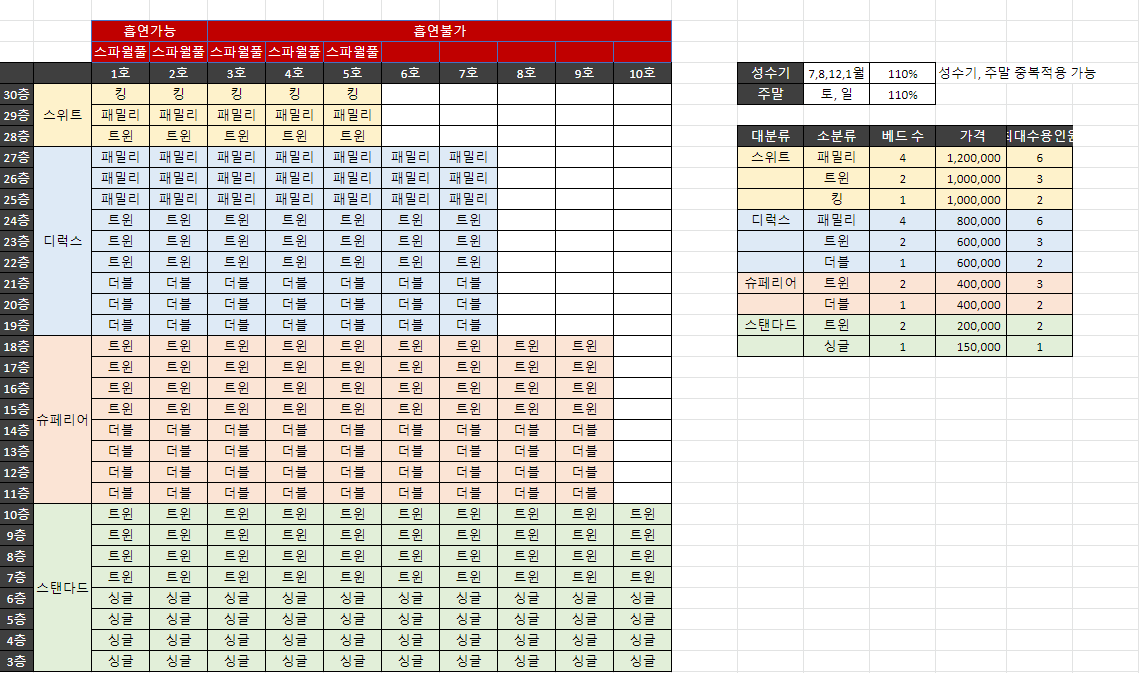 흡연가능 흡연불가
스파월풀 스파월풀 스파월풀 스파월풀 스파월풀
1호 2호 3호 4호 5호 6호 7호 8호 9호 10호
30층 킹 킹 킹 킹 킹
29층 스위트 패밀리 패밀리 패밀리 패밀리 패밀리
28층 트윈 트윈 트윈 트윈 트윈
27층 패밀리 패밀리 패밀리 패밀리 패밀리 패밀리 패밀리
26층 패밀리 패밀리 패밀리 패밀리 패밀리 패밀리 패밀리
25층 패밀리 패밀리 패밀리 패밀리 패밀리 패밀리 패밀리
24층 트윈 트윈 트윈 트윈 트윈 트윈 트윈
23층 디럭스 트윈 트윈 트윈 트윈 트윈 트윈 트윈
22층 트윈 트윈 트윈 트윈 트윈 트윈 트윈
21층 더블 더블 더블 더블 더블 더블 더블
20층 더블 더블 더블 더블 더블 더블 더블
19층 더블 더블 더블 더블 더블 더블 더블
18층 트윈 트윈 트윈 트윈 트윈 트윈 트윈 트윈 트윈
17층 트윈 트윈 트윈 트윈 트윈 트윈 트윈 트윈 트윈
16층 트윈 트윈 트윈 트윈 트윈 트윈 트윈 트윈 트윈
15층 트윈 트윈 트윈 트윈 트윈 트윈 트윈 트윈 트윈
슈페리어
14층 더블 더블 더블 더블 더블 더블 더블 더블 더블
13층 더블 더블 더블 더블 더블 더블 더블 더블 더블
12층 더블 더블 더블 더블 더블 더블 더블 더블 더블
11층 더블 더블 더블 더블 더블 더블 더블 더블 더블
10층 트윈 트윈 트윈 트윈 트윈 트윈 트윈 트윈 트윈 트윈
9층 트윈 트윈 트윈 트윈 트윈 트윈 트윈 트윈 트윈 트윈
8층 트윈 트윈 트윈 트윈 트윈 트윈 트윈 트윈 트윈 트윈
7층 트윈 트윈 트윈 트윈 트윈 트윈 트윈 트윈 트윈 트윈
스탠다드
6층 싱글 싱글 싱글 싱글 싱글 싱글 싱글 싱글 싱글 싱글
5층 싱글 싱글 싱글 싱글 싱글 싱글 싱글 싱글 싱글 싱글
4층 싱글 싱글 싱글 싱글 싱글 싱글 싱글 싱글 싱글 싱글
3층 싱글 싱글 싱글 싱글 싱글 싱글 싱글 싱글 싱글 싱글
성수기 7,8,12,1월 110% 성수기, 주말 중복적용 가능
주말 토, 일 110%
대분류 소분류 베드 수 가격
스위트 패밀리 4 1,200,000 6
트윈 2 1,000,000 3
킹 1 1,000,000 2
디럭스 패밀리 4 800,000 6
트윈 2 600,000 3
더블 1 600,000 2
슈페리어 트윈 2 400,000 3
더블 1 400,000 2
스탠다드 트윈 2 200,000 2
싱글 1 150,000 1